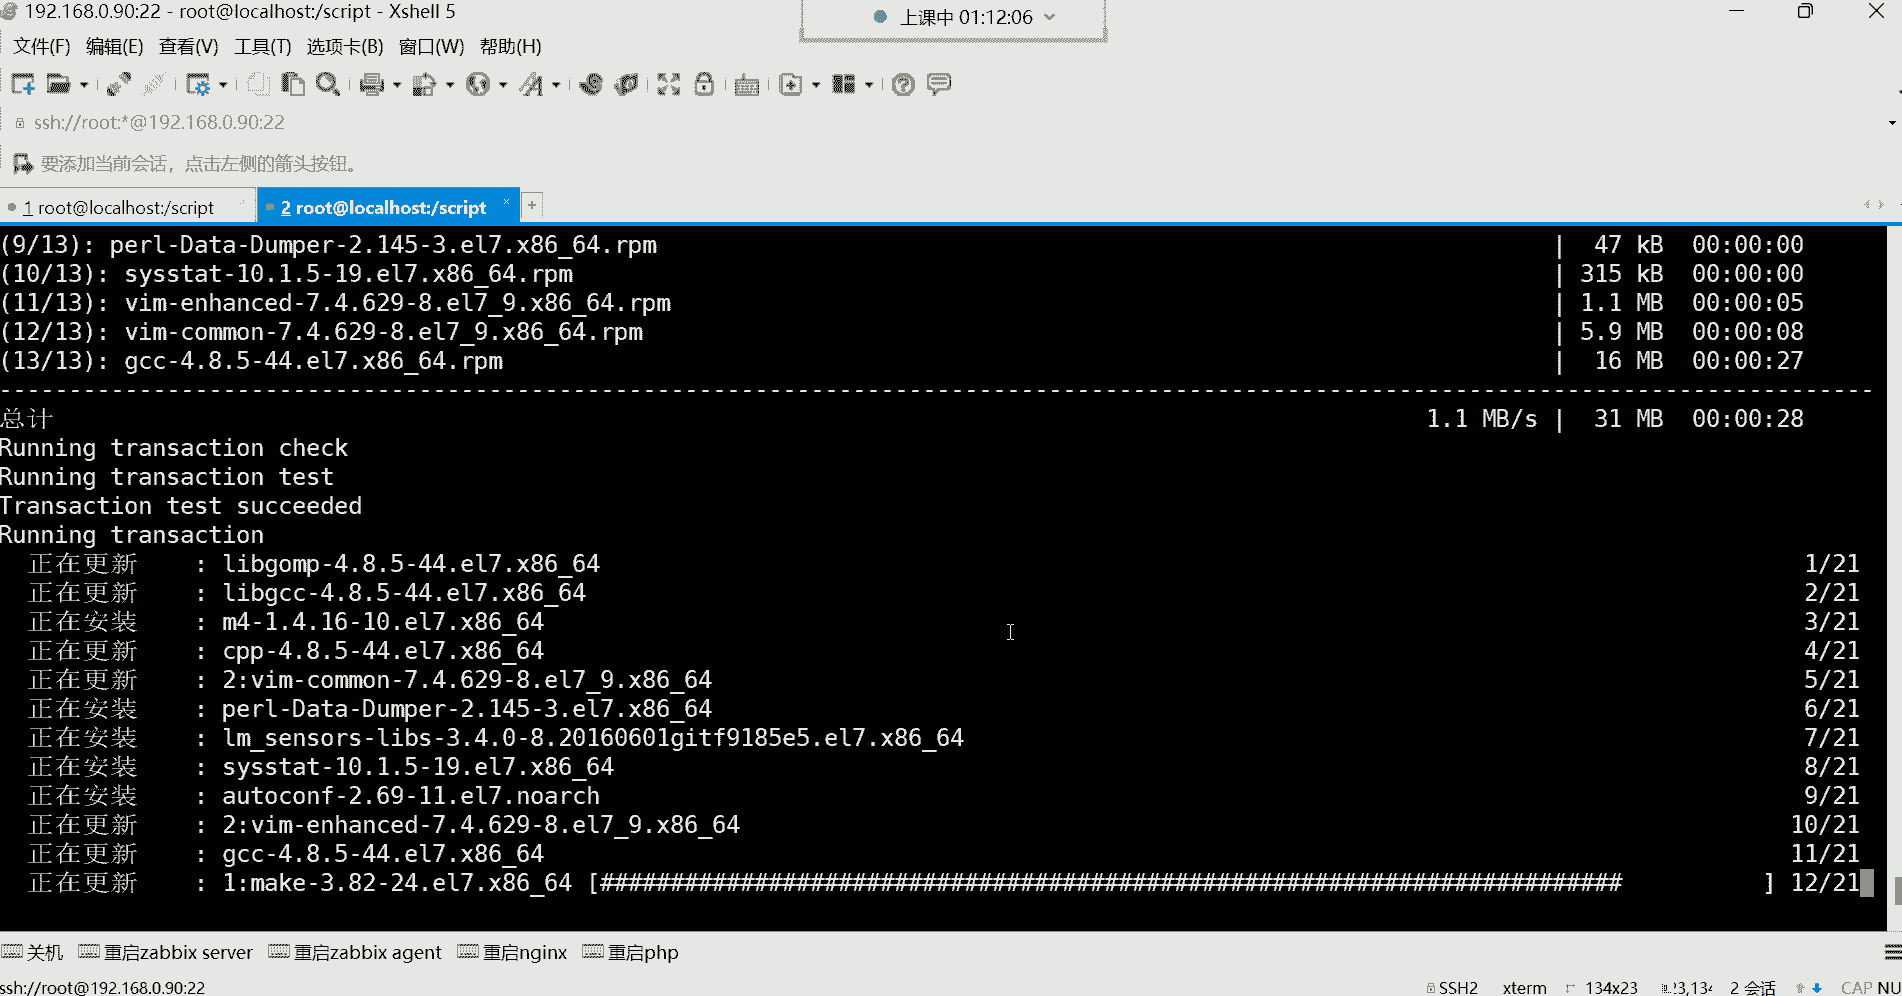 192.168.0.90:22 - root@localhost:/script - Xshell 5
上课中 01:12:06
文件(F) 编辑(E) 查看(V) 工具(T) 选项卡(B) 窗口(W) 帮助(H)
ssh://root:*@192.168.0.90:22
要添加当前会话，点击左侧的箭头按钮。
1 root@localhost:/script × 2 root@localhost:/script × +
(9/13): perl-Data-Dumper-2.145-3.el7.x86_64.rpm | 47 kB 00:00:00
(10/13): sysstat-10.1.5-19.el7.x86_64.rpm | 315 kB 00:00:00
(11/13): vim-enhanced-7.4.629-8.el7_9.x86_64.rpm | 1.1 MB 00:00:05
(12/13): vim-common-7.4.629-8.el7_9.x86_64.rpm | 5.9 MB 00:00:08
(13/13): gcc-4.8.5-44.el7.x86_64.rpm | 16 MB 00:00:27
--------------------------------------------------------------------------------------------------------------------------------------
总计 1.1 MB/s | 31 MB 00:00:28
Running transaction check
Running transaction test
Transaction test succeeded
Running transaction
正在更新 : libgomp-4.8.5-44.el7.x86_64 1/21
正在更新 : libgcc-4.8.5-44.el7.x86_64 2/21
正在安装 : m4-1.4.16-10.el7.x86_64 3/21
正在更新 : cpp-4.8.5-44.el7.x86_64 4/21
正在更新 : 2:vim-common-7.4.629-8.el7_9.x86_64 5/21
正在安装 : perl-Data-Dumper-2.145-3.el7.x86_64 6/21
正在安装 : lm_sensors-libs-3.4.0-8.20160601gitf9185e5.el7.x86_64 7/21
正在安装 : sysstat-10.1.5-19.el7.x86_64 8/21
正在安装 : autoconf-2.69-11.el7.noarch 9/21
正在更新 : 2:vim-enhanced-7.4.629-8.el7_9.x86_64 10/21
正在更新 : gcc-4.8.5-44.el7.x86_64 11/21
正在更新 : 1:make-3.82-24.el7.x86_64 [######################################################################### ] 12/21
关机 重启zabbix server 重启zabbix agent 重启nginx 重启php
ssh://root@192.168.0.90:22 SSH2 xterm 134x23 23,134 2 会话 CAP NU